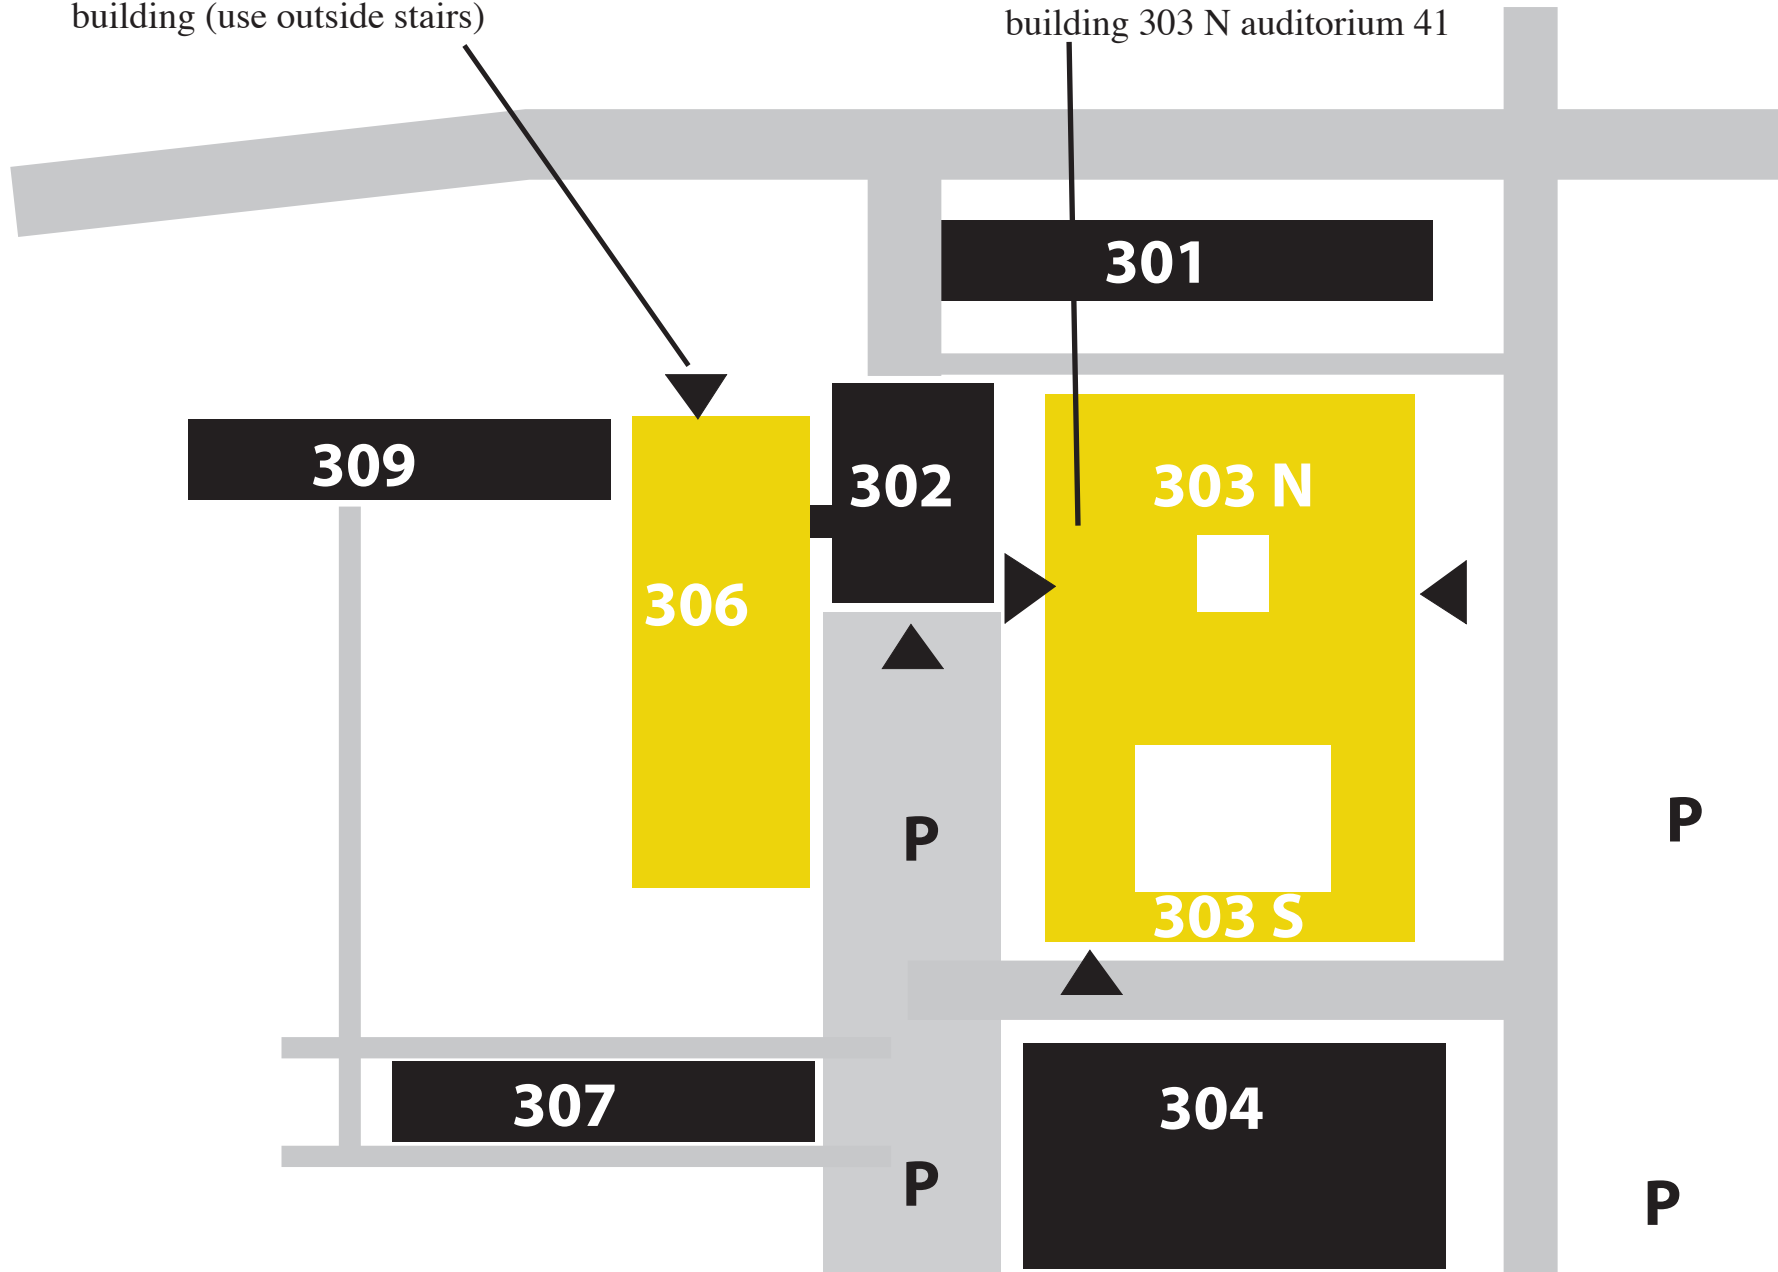 building (use outside stairs)
building 303 N auditorium 41
301
309
302
303 N
306
P
P
303 S
307
304
P
P